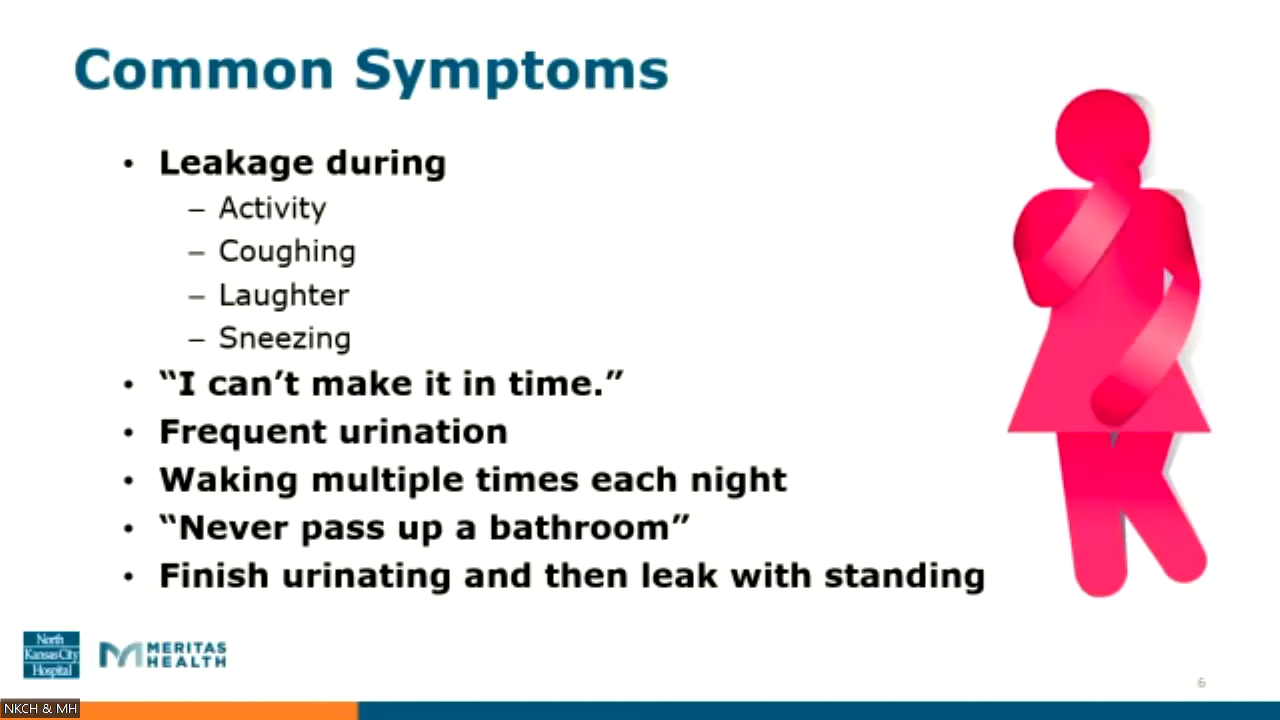 Common Symptoms
• Leakage during
– Activity
– Coughing
– Laughter
– Sneezing
• “I can’t make it in time.”
• Frequent urination
• Waking multiple times each night
• “Never pass up a bathroom”
• Finish urinating and then leak with standing
North
KansasCity
Hospital
MERITAS
HEALTH
6
NKCH & MH